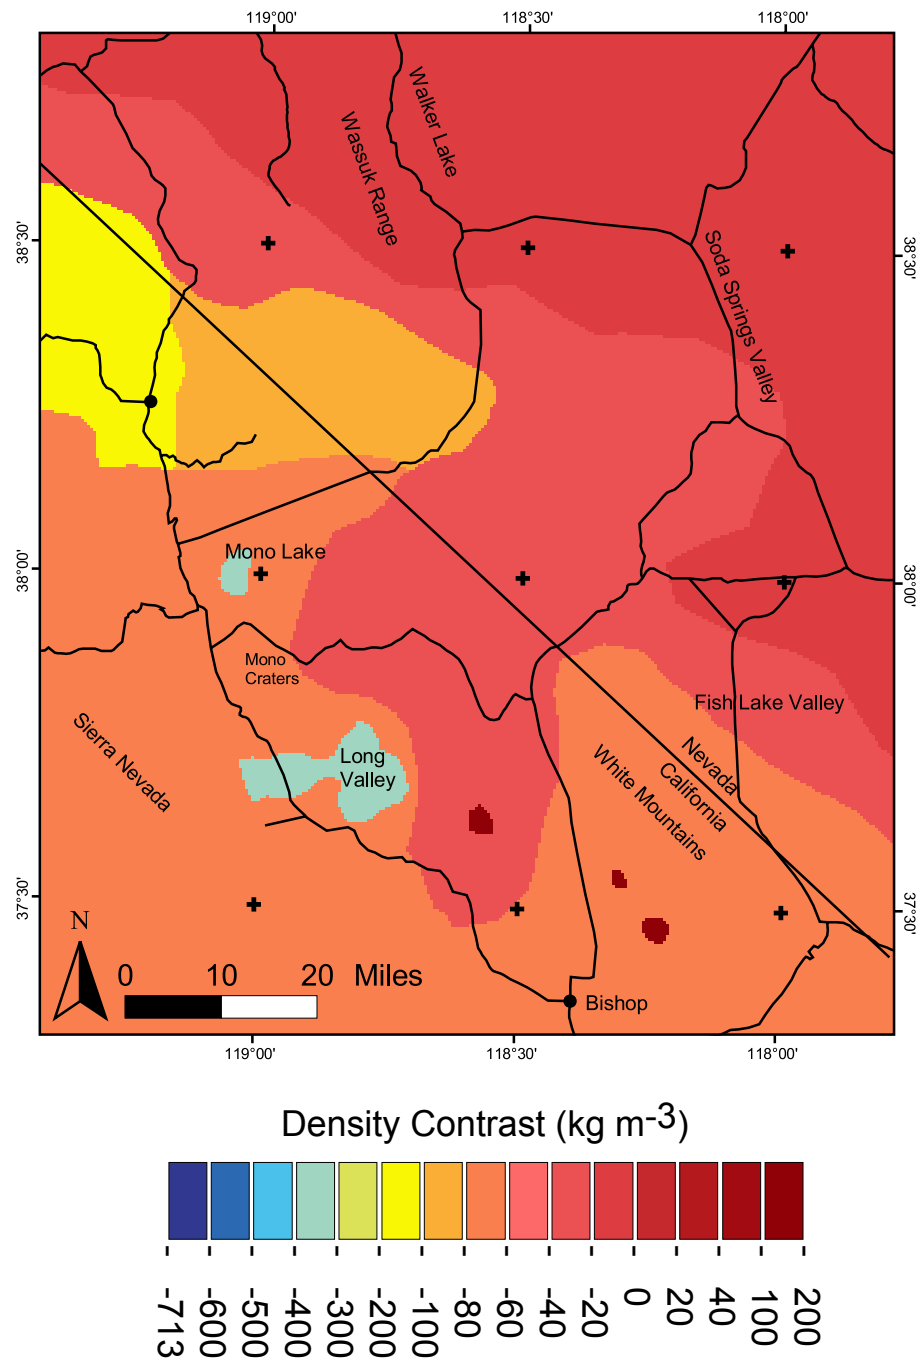 119°00'
118°30'
118°00'
Walker Lake
Wassuk Range
38°30'
38°30'
Soda Springs Valley
38°00'
38°00'
Mono Lake
Mono
Craters
Fish Lake Valley
Sierra Nevada
Long
Valley
White Mountains
Nevada
California
37°30'
37°30'
N
0 10 20 Miles
Bishop
119°00'
118°30'
118°00'
Density Contrast (kg m-3)
-713 -600 -500 -400 -300 -200 -100 -80 -60 -40 -20 0 20 40 100 200